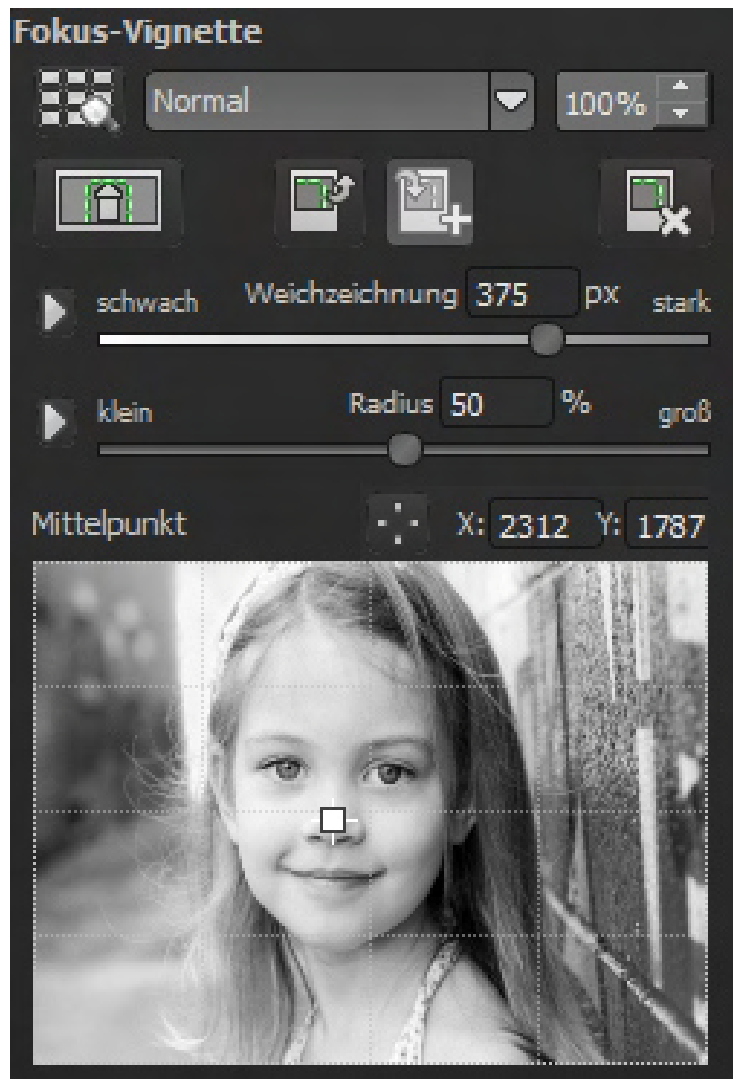 Fokus-Vignette
Normal 100%
schwach Weichzeichnung 375 px stark
klein Radius 50 % groß
Mittelpunkt X: 2312 Y: 1787